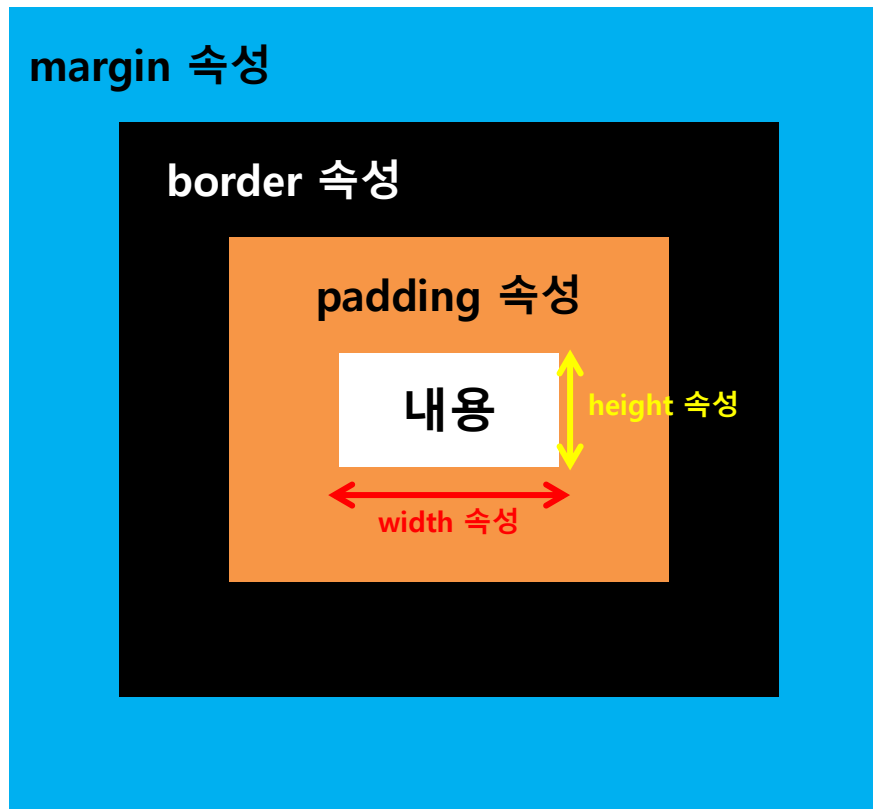 margin 속성
border 속성
padding 속성
내용
height 속성
width 속성